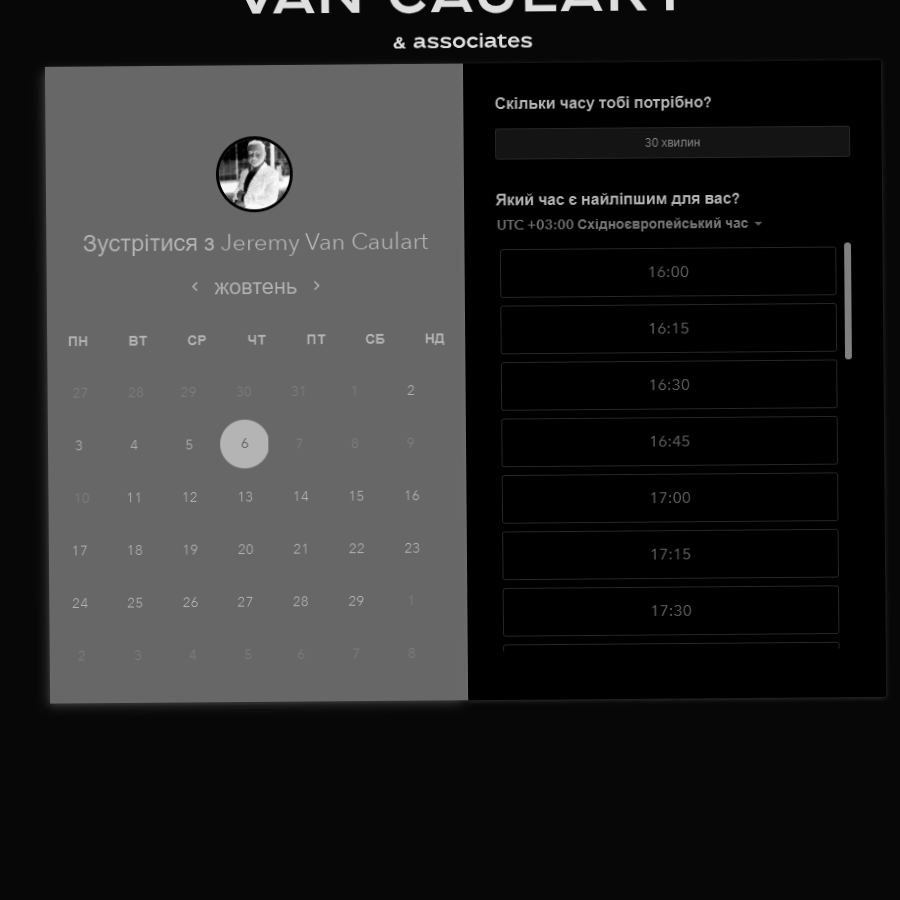 VAN CAULART
& associates
Зустрітися з Jeremy Van Caulart
жовтень
ПН ВТ СР ЧТ ПТ СБ НД
27 28 29 30 31 1 2
3 4 5 6 7 8 9
10 11 12 13 14 15 16
17 18 19 20 21 22 23
24 25 26 27 28 29 1
2 3 4 5 6 7 8
Скільки часу тобі потрібно?
30 хвилин
Який час є найліпшим для вас?
UTC +03:00 Східноєвропейський час
16:00
16:15
16:30
16:45
17:00
17:15
17:30